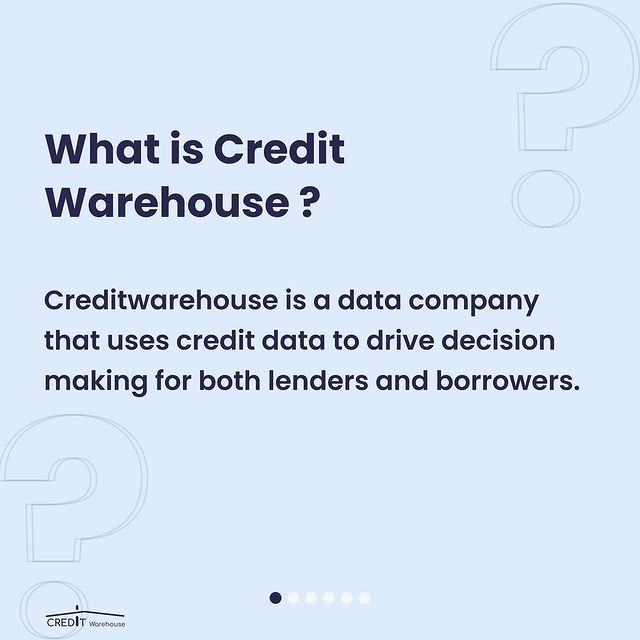 What is Credit
Warehouse ?
Creditwarehouse is a data company
that uses credit data to drive decision
making for both lenders and borrowers.
CREDIT Warehouse